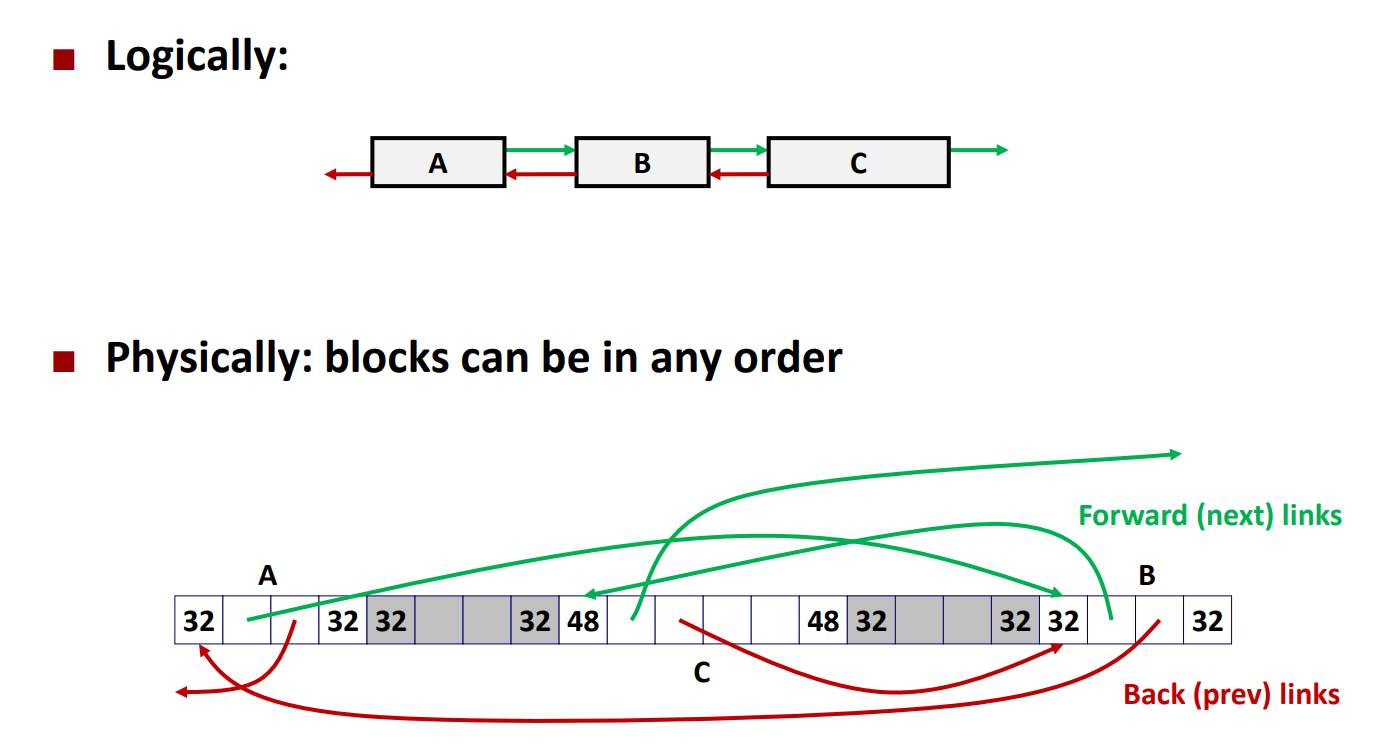 Logically:
A B C
Physically: blocks can be in any order
Forward (next) links
A B
32 32 32 32 48 48 32 32 32 32
C
Back (prev) links